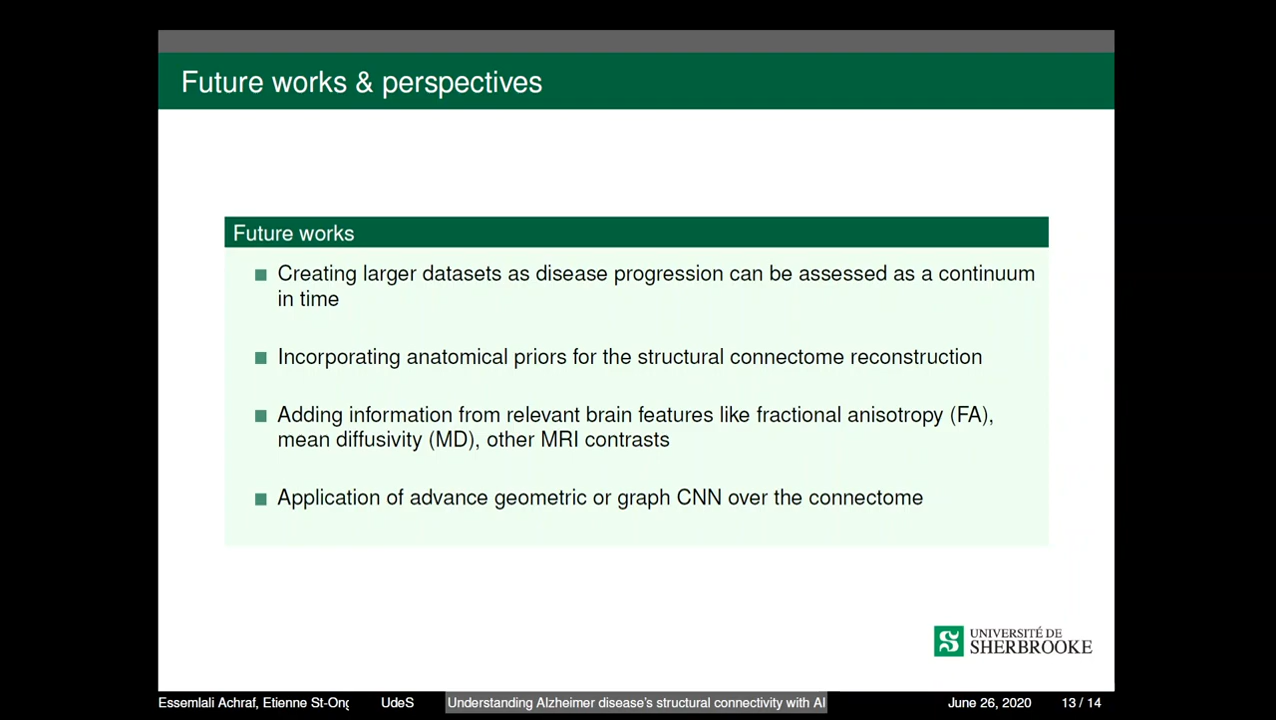 Future works & perspectives
Future works
Creating larger datasets as disease progression can be assessed as a continuum
in time
Incorporating anatomical priors for the structural connectome reconstruction
Adding information from relevant brain features like fractional anisotropy (FA),
mean diffusivity (MD), other MRI contrasts
Application of advance geometric or graph CNN over the connectome
UNIVERSITÉ DE
SHERBROOKE
Essemlali Achraf, Etienne St-Ong UdeS Understanding Alzheimer disease's structural connectivity with AI June 26, 2020 13 / 14